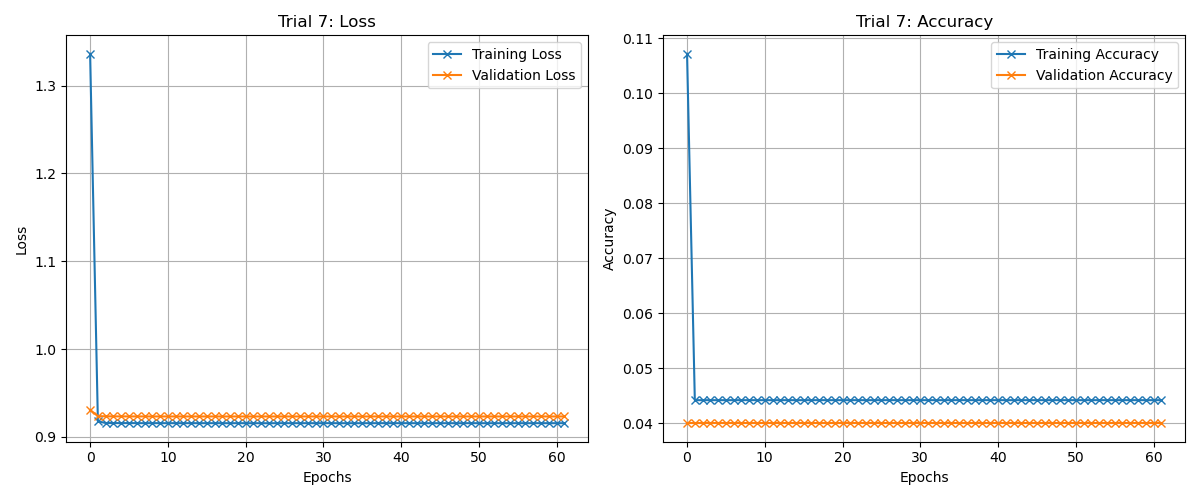 Trial 7: Loss
Training Loss
Validation Loss
1.3
1.2
1.1
1.0
0.9
Loss
0 10 20 30 40 50 60
Epochs
Trial 7: Accuracy
Training Accuracy
Validation Accuracy
0.11
0.10
0.09
0.08
0.07
0.06
0.05
0.04
Accuracy
0 10 20 30 40 50 60
Epochs